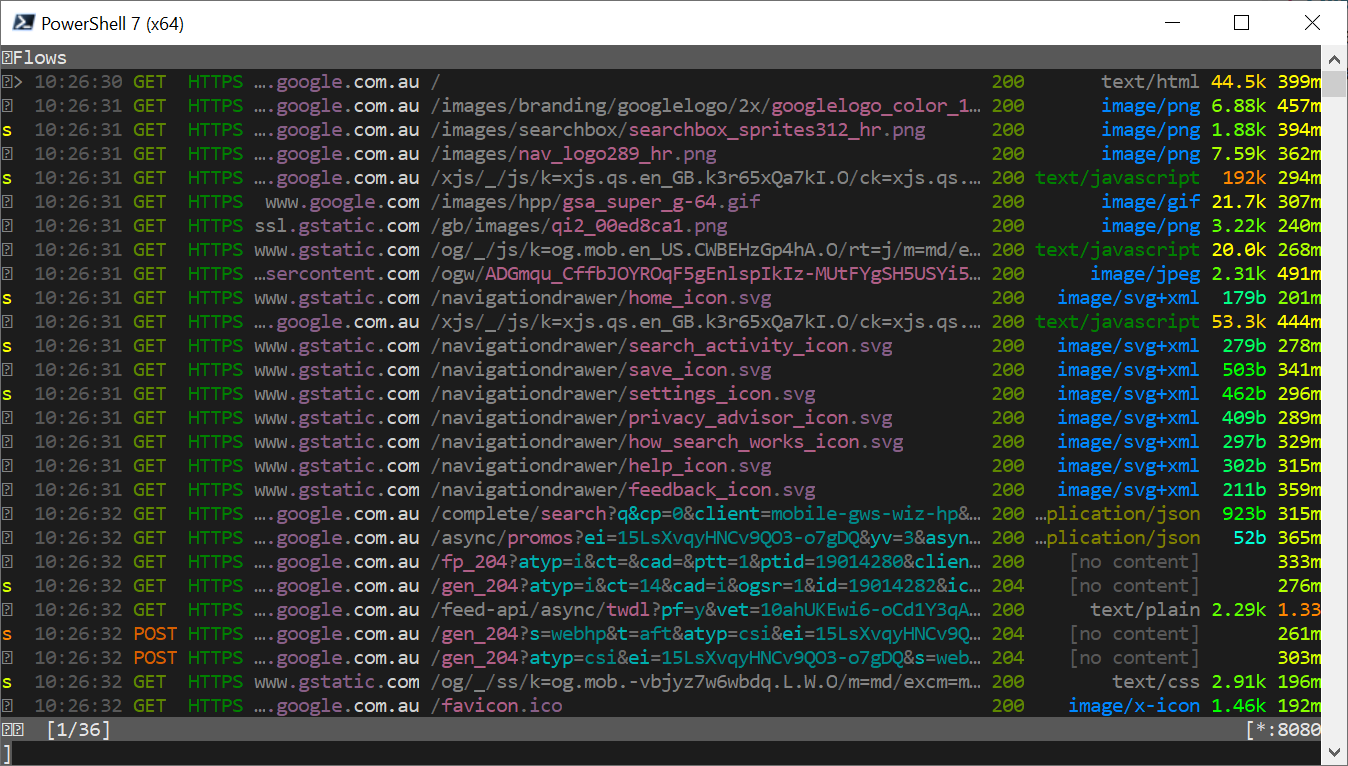 PowerShell 7 (x64)
Flows
> 10:26:30 GET HTTPS ….google.com.au / 200 text/html 44.5k 399m
10:26:31 GET HTTPS ….google.com.au /images/branding/googlelogo/2x/googlelogo_color_1… 200 image/png 6.88k 457m
s 10:26:31 GET HTTPS ….google.com.au /images/searchbox/searchbox_sprites312_hr.png 200 image/png 1.88k 394m
10:26:31 GET HTTPS ….google.com.au /images/nav_logo289_hr.png 200 image/png 7.59k 362m
s 10:26:31 GET HTTPS ….google.com.au /xjs/_/js/k=xjs.qs.en_GB.k3r65xQa7kI.O/ck=xjs.qs.… 200 text/javascript 192k 294m
10:26:31 GET HTTPS www.google.com /images/hpp/gsa_super_g-64.gif 200 image/gif 21.7k 307m
s 10:26:31 GET HTTPS ssl.gstatic.com /gb/images/qi2_00ed8ca1.png 200 image/png 3.22k 240m
10:26:31 GET HTTPS www.gstatic.com /og/_/js/k=og.mob.en_US.CWBEHzGp4hA.O/rt=j/m=md/e… 200 text/javascript 20.0k 268m
10:26:31 GET HTTPS …sercontent.com /ogw/ADGmqu_CffbJOYROqF5gEnlspIkIz-MUtFYgSH5USYi5… 200 image/jpeg 2.31k 491m
s 10:26:31 GET HTTPS www.gstatic.com /navigationdrawer/home_icon.svg 200 image/svg+xml 179b 201m
10:26:31 GET HTTPS ….google.com.au /xjs/_/js/k=xjs.qs.en_GB.k3r65xQa7kI.O/ck=xjs.qs.… 200 text/javascript 53.3k 444m
s 10:26:31 GET HTTPS www.gstatic.com /navigationdrawer/search_activity_icon.svg 200 image/svg+xml 279b 278m
10:26:31 GET HTTPS www.gstatic.com /navigationdrawer/save_icon.svg 200 image/svg+xml 503b 341m
s 10:26:31 GET HTTPS www.gstatic.com /navigationdrawer/settings_icon.svg 200 image/svg+xml 462b 296m
10:26:31 GET HTTPS www.gstatic.com /navigationdrawer/privacy_advisor_icon.svg 200 image/svg+xml 409b 289m
10:26:31 GET HTTPS www.gstatic.com /navigationdrawer/how_search_works_icon.svg 200 image/svg+xml 297b 329m
10:26:31 GET HTTPS www.gstatic.com /navigationdrawer/help_icon.svg 200 image/svg+xml 302b 315m
10:26:31 GET HTTPS www.gstatic.com /navigationdrawer/feedback_icon.svg 200 image/svg+xml 211b 359m
10:26:32 GET HTTPS ….google.com.au /complete/search?q&cp=0&client=mobile-gws-wiz-hp&… 200 …plication/json 923b 315m
10:26:32 GET HTTPS ….google.com.au /async/promos?ei=15LsXvqyHNCv9QO3-o7gDQ&yv=3&asyn… 200 …plication/json 52b 365m
10:26:32 GET HTTPS ….google.com.au /fp_204?atyp=i&ct=&cad=&ptt=1&ptid=19014280&clien… 200 [no content] 333m
s 10:26:32 GET HTTPS ….google.com.au /gen_204?atyp=i&ct=14&cad=i&ogsr=1&id=19014282&ic… 204 [no content] 276m
10:26:32 GET HTTPS ….google.com.au /feed-api/async/twdl?pf=y&vet=10ahUKEwi6-oCd1Y3qA… 200 text/plain 2.29k 1.33
s 10:26:32 POST HTTPS ….google.com.au /gen_204?s=webhp&t=aft&atyp=csi&ei=15LsXvqyHNCv9Q… 204 [no content] 261m
10:26:32 POST HTTPS ….google.com.au /gen_204?atyp=csi&ei=15LsXvqyHNCv9QO3-o7gDQ&s=web… 204 [no content] 303m
s 10:26:32 GET HTTPS www.gstatic.com /og/_/ss/k=og.mob.-vbjyz7w6wbdq.L.W.O/m=md/excm=m… 200 text/css 2.91k 196m
10:26:32 GET HTTPS ….google.com.au /favicon.ico 200 image/x-icon 1.46k 192m
[1/36] [*:8080
]